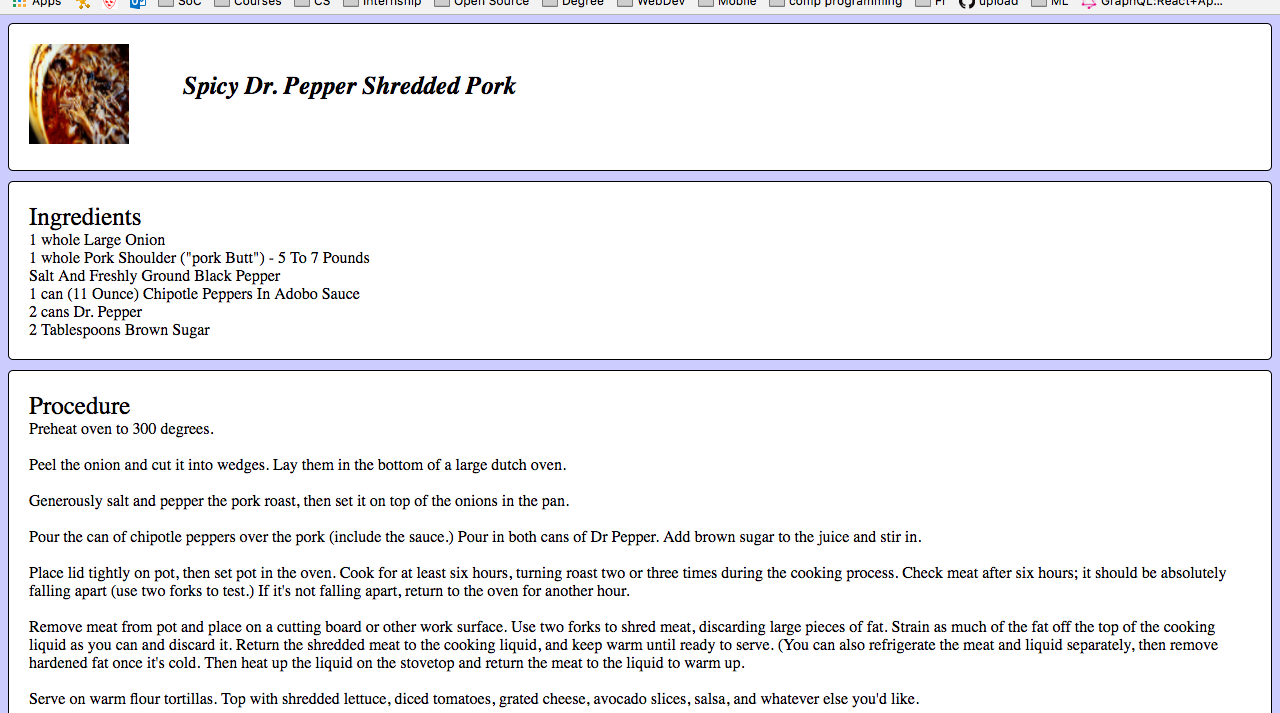 Apps SoC Courses CS Internship Open Source Degree WebDev Mobile comp programming PI upload ML GraphQL:React+Ap...
Spicy Dr. Pepper Shredded Pork
Ingredients
1 whole Large Onion
1 whole Pork Shoulder ("pork Butt") - 5 To 7 Pounds
Salt And Freshly Ground Black Pepper
1 can (11 Ounce) Chipotle Peppers In Adobo Sauce
2 cans Dr. Pepper
2 Tablespoons Brown Sugar
Procedure
Preheat oven to 300 degrees.
Peel the onion and cut it into wedges. Lay them in the bottom of a large dutch oven.
Generously salt and pepper the pork roast, then set it on top of the onions in the pan.
Pour the can of chipotle peppers over the pork (include the sauce.) Pour in both cans of Dr Pepper. Add brown sugar to the juice and stir in.
Place lid tightly on pot, then set pot in the oven. Cook for at least six hours, turning roast two or three times during the cooking process. Check meat after six hours; it should be absolutely
falling apart (use two forks to test.) If it's not falling apart, return to the oven for another hour.
Remove meat from pot and place on a cutting board or other work surface. Use two forks to shred meat, discarding large pieces of fat. Strain as much of the fat off the top of the cooking
liquid as you can and discard it. Return the shredded meat to the cooking liquid, and keep warm until ready to serve. (You can also refrigerate the meat and liquid separately, then remove
hardened fat once it's cold. Then heat up the liquid on the stovetop and return the meat to the liquid to warm up.
Serve on warm flour tortillas. Top with shredded lettuce, diced tomatoes, grated cheese, avocado slices, salsa, and whatever else you'd like.